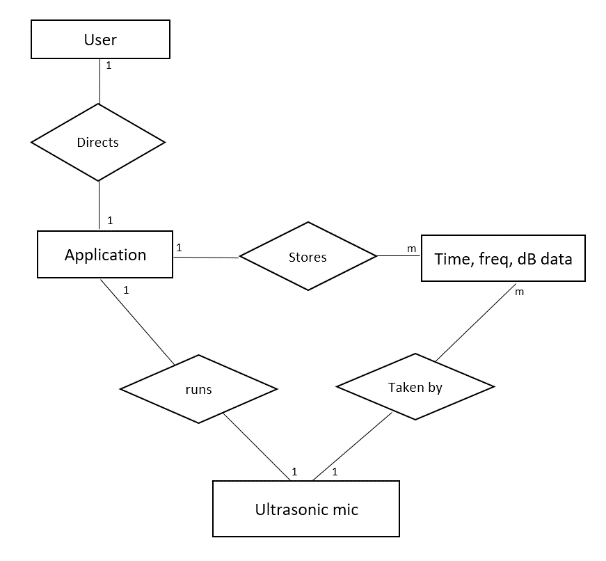 User
1
Directs
1
Application
1
Stores
m
Time, freq, dB data
1
m
runs
Taken by
1
1
Ultrasonic mic